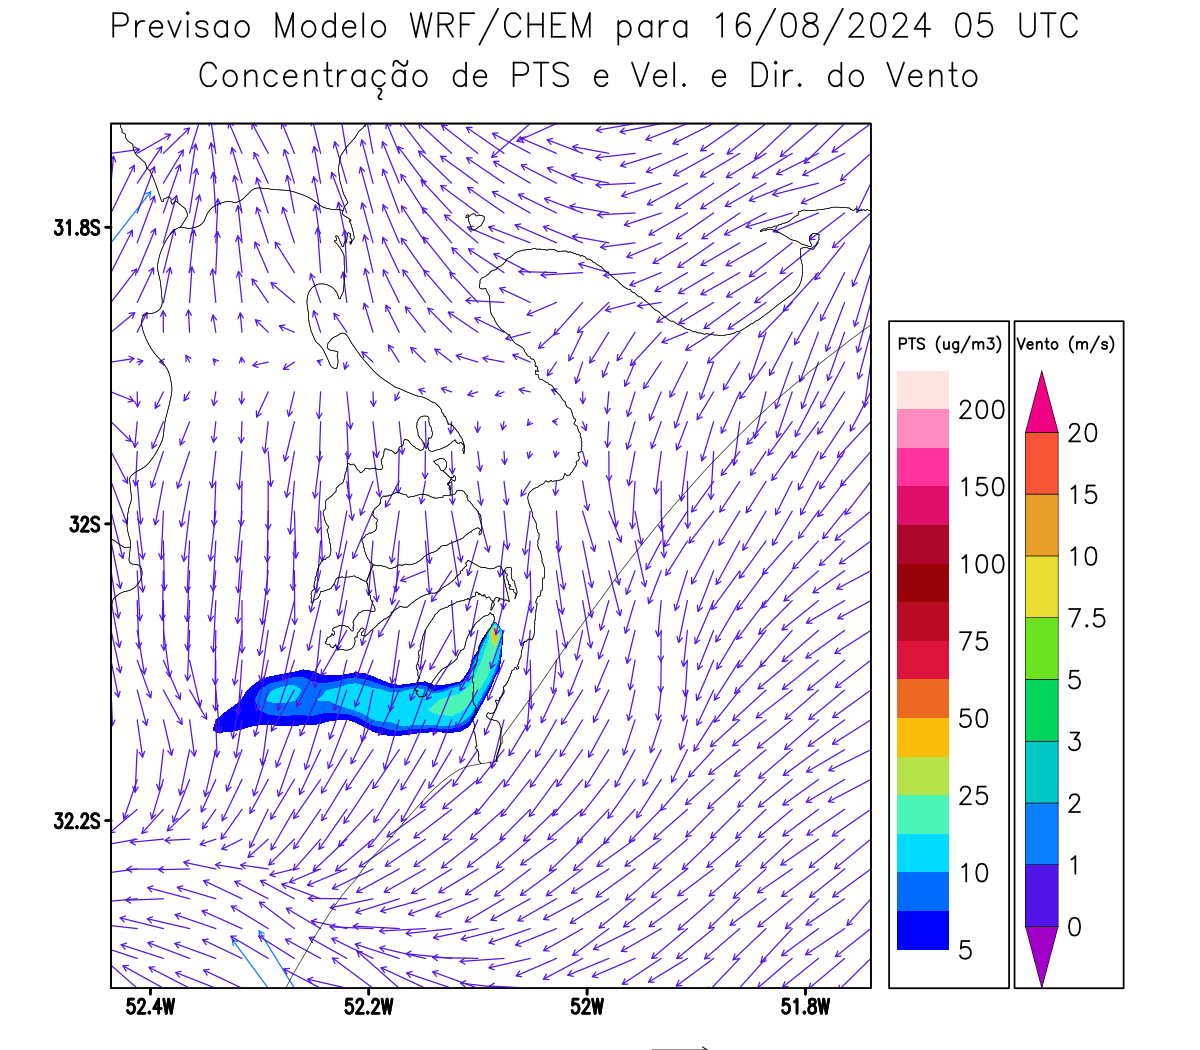 Previsao Modelo WRF/CHEM para 16/08/2024 05 UTC
Concentração de PTS e Vel. e Dir. do Vento
31.8S
32S
32.2S
52.4W
52.2W
52W
51.8W
PTS (ug/m3)
200
150
100
75
50
25
10
5
Vento (m/s)
20
15
10
7.5
5
3
2
1
0